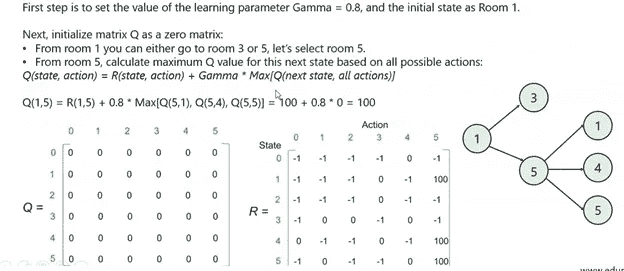 First step is to set the value of the learning parameter Gamma = 0.8, and the initial state as Room 1.
Next, initialize matrix Q as a zero matrix:
• From room 1 you can either go to room 3 or 5, let's select room 5.
• From room 5, calculate maximum Q value for this next state based on all possible actions:
Q(state, action) = R(state, action) + Gamma * Max[Q(next state, all actions)]
Q(1,5) = R(1,5) + 0.8 * Max[Q(5,1), Q(5,4), Q(5,5)] = 100 + 0.8 * 0 = 100
0 1 2 3 4 5
0 0 0 0 0 0 0
1 0 0 0 0 0 0
2 0 0 0 0 0 0
Q =
3 0 0 0 0 0 0
4 0 0 0 0 0 0
5 0 0 0 0 0 0
Action
State 0 1 2 3 4 5
0 -1 -1 -1 -1 0 -1
1 -1 -1 -1 0 -1 100
2 -1 -1 -1 0 -1 -1
R =
3 -1 0 0 -1 0 -1
4 0 -1 -1 0 -1 100
5 -1 0 -1 -1 0 100
1
3
5
1
4
5